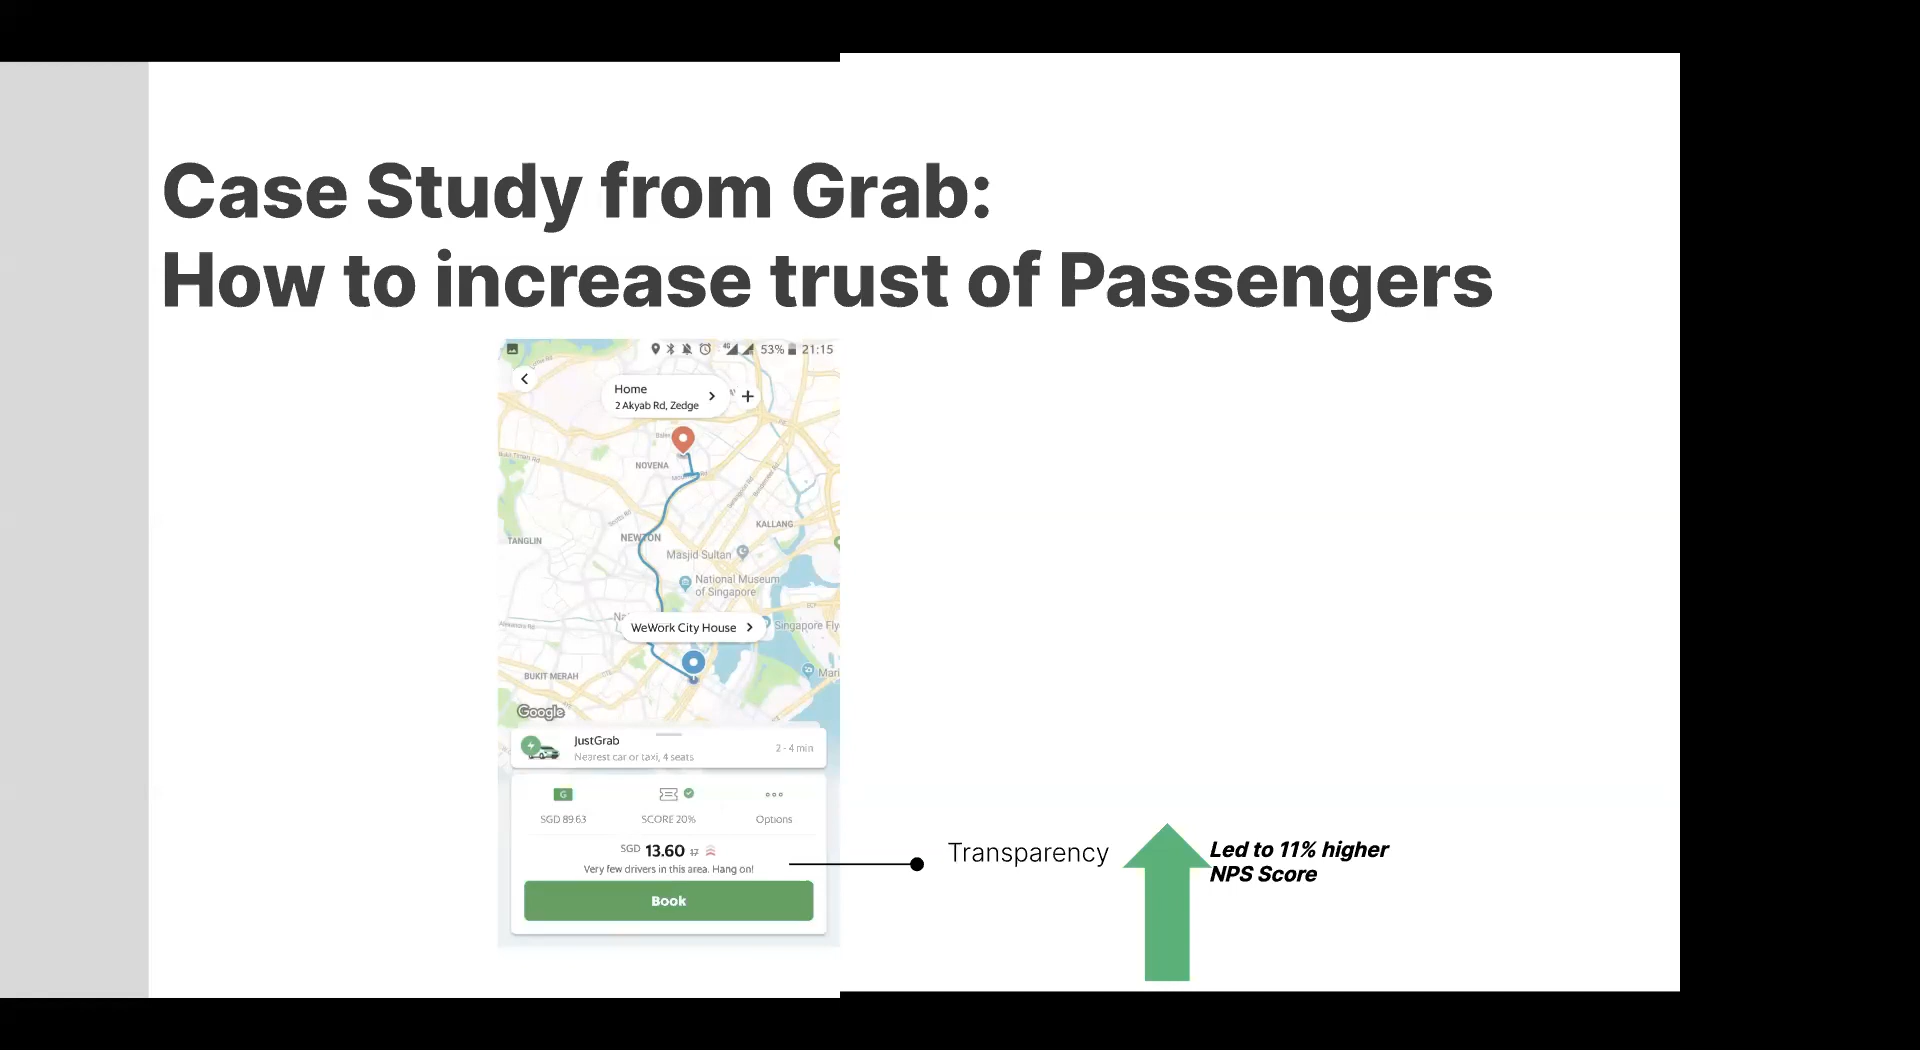 Case Study from Grab:
How to increase trust of Passengers
4G 53% 21:15
Home
2 Akyab Rd, Zedge
NOVENA
KALLANG
TANGLIN
NEWTON
Masjid Sultan
National Museum
of Singapore
WeWork City House
Singapore Fly
BUKIT MERAH
Mari
Google
JustGrab
Nearest car or taxi, 4 seats
2 - 4 min
G
SGD 89.63
SCORE 20%
Options
SGD 13.60 17
Very few drivers in this area. Hang on!
Book
Transparency
Led to 11% higher
NPS Score